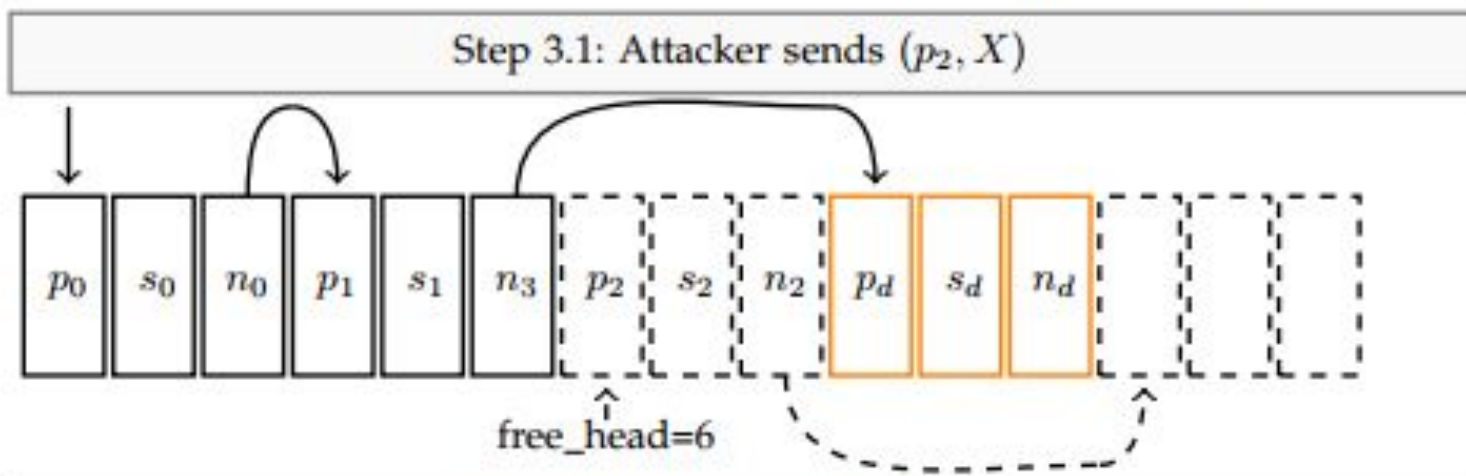 Step 3.1: Attacker sends (p₂, X)
p₀ s₀ n₀ p₁ s₁ n₃ p₂ s₂ n₂ p_d s_d n_d
free_head=6